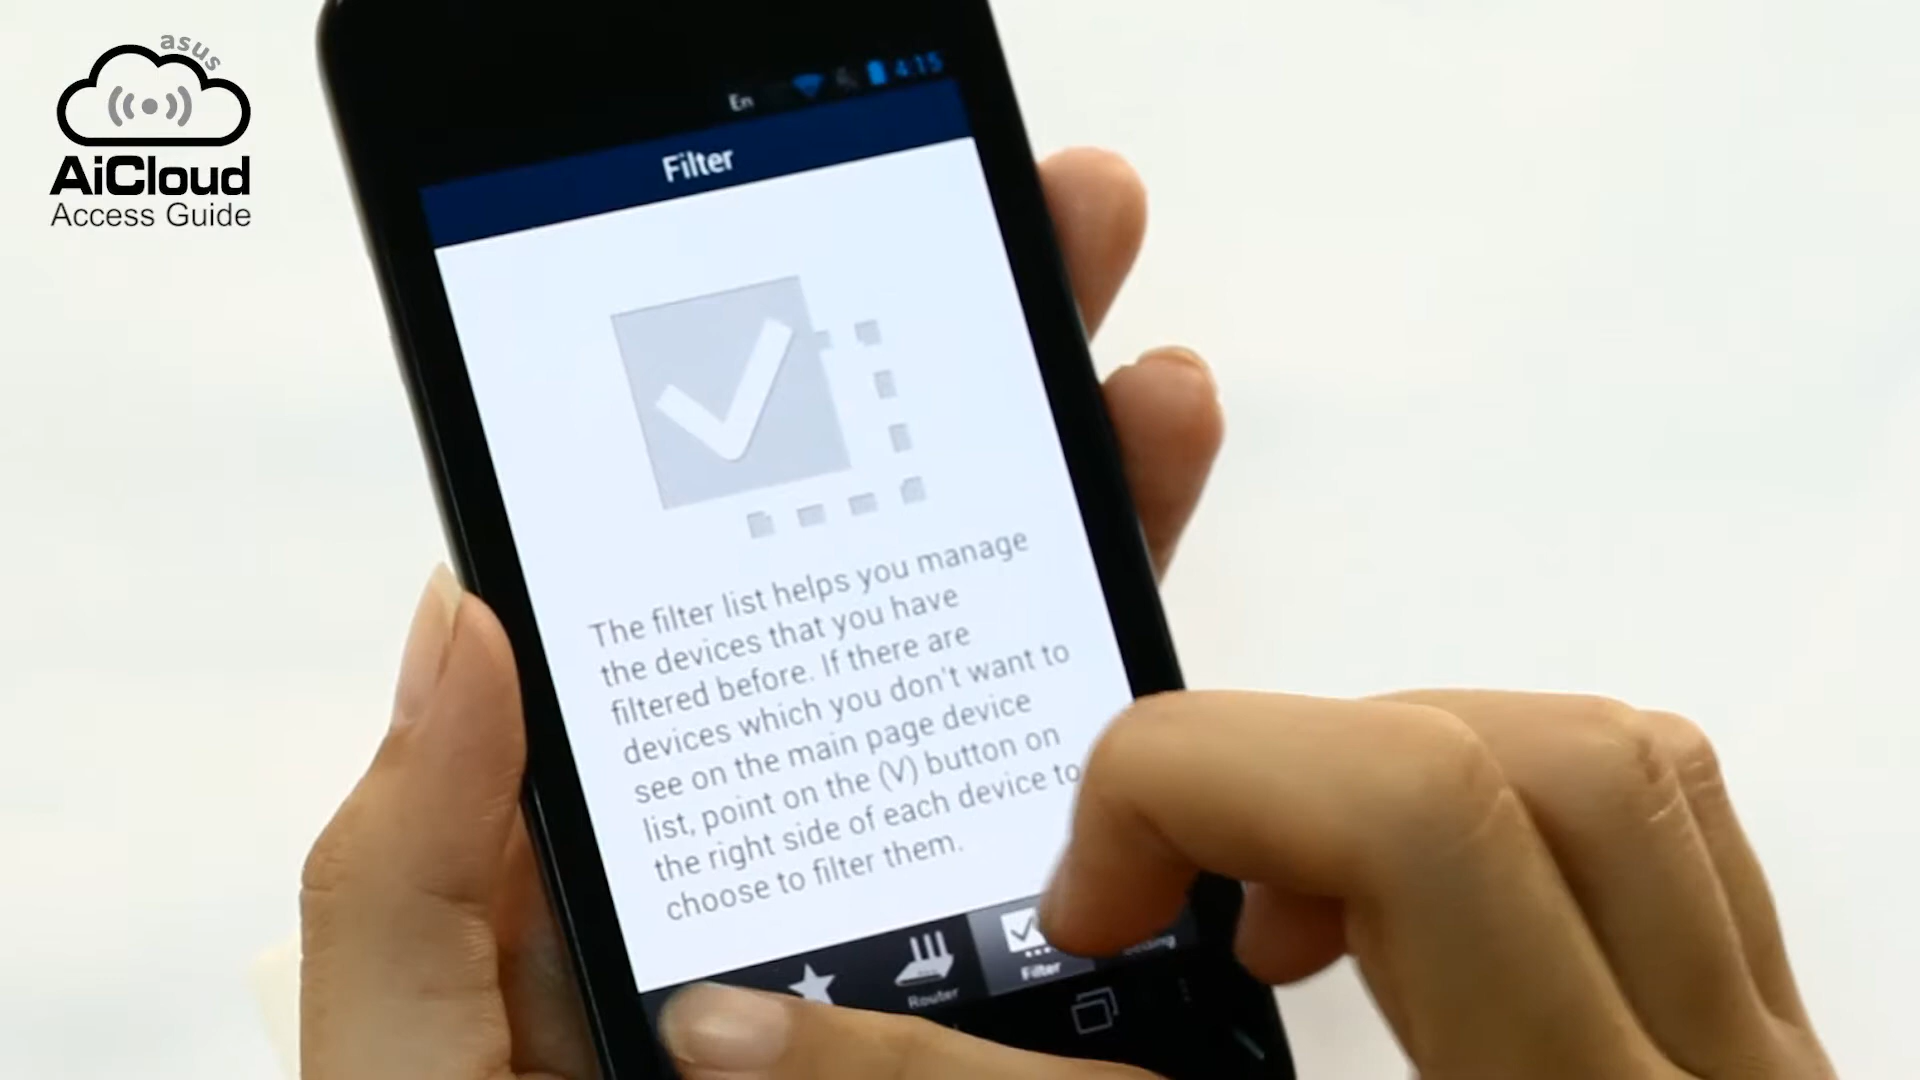 asus
AiCloud
Access Guide
En
4:15
Filter
The filter list helps you manage
the devices that you have
filtered before. If there are
devices which you don't want to
see on the main page device
list, point on the (V) button on
the right side of each device to
choose to filter them.
Router
Filter